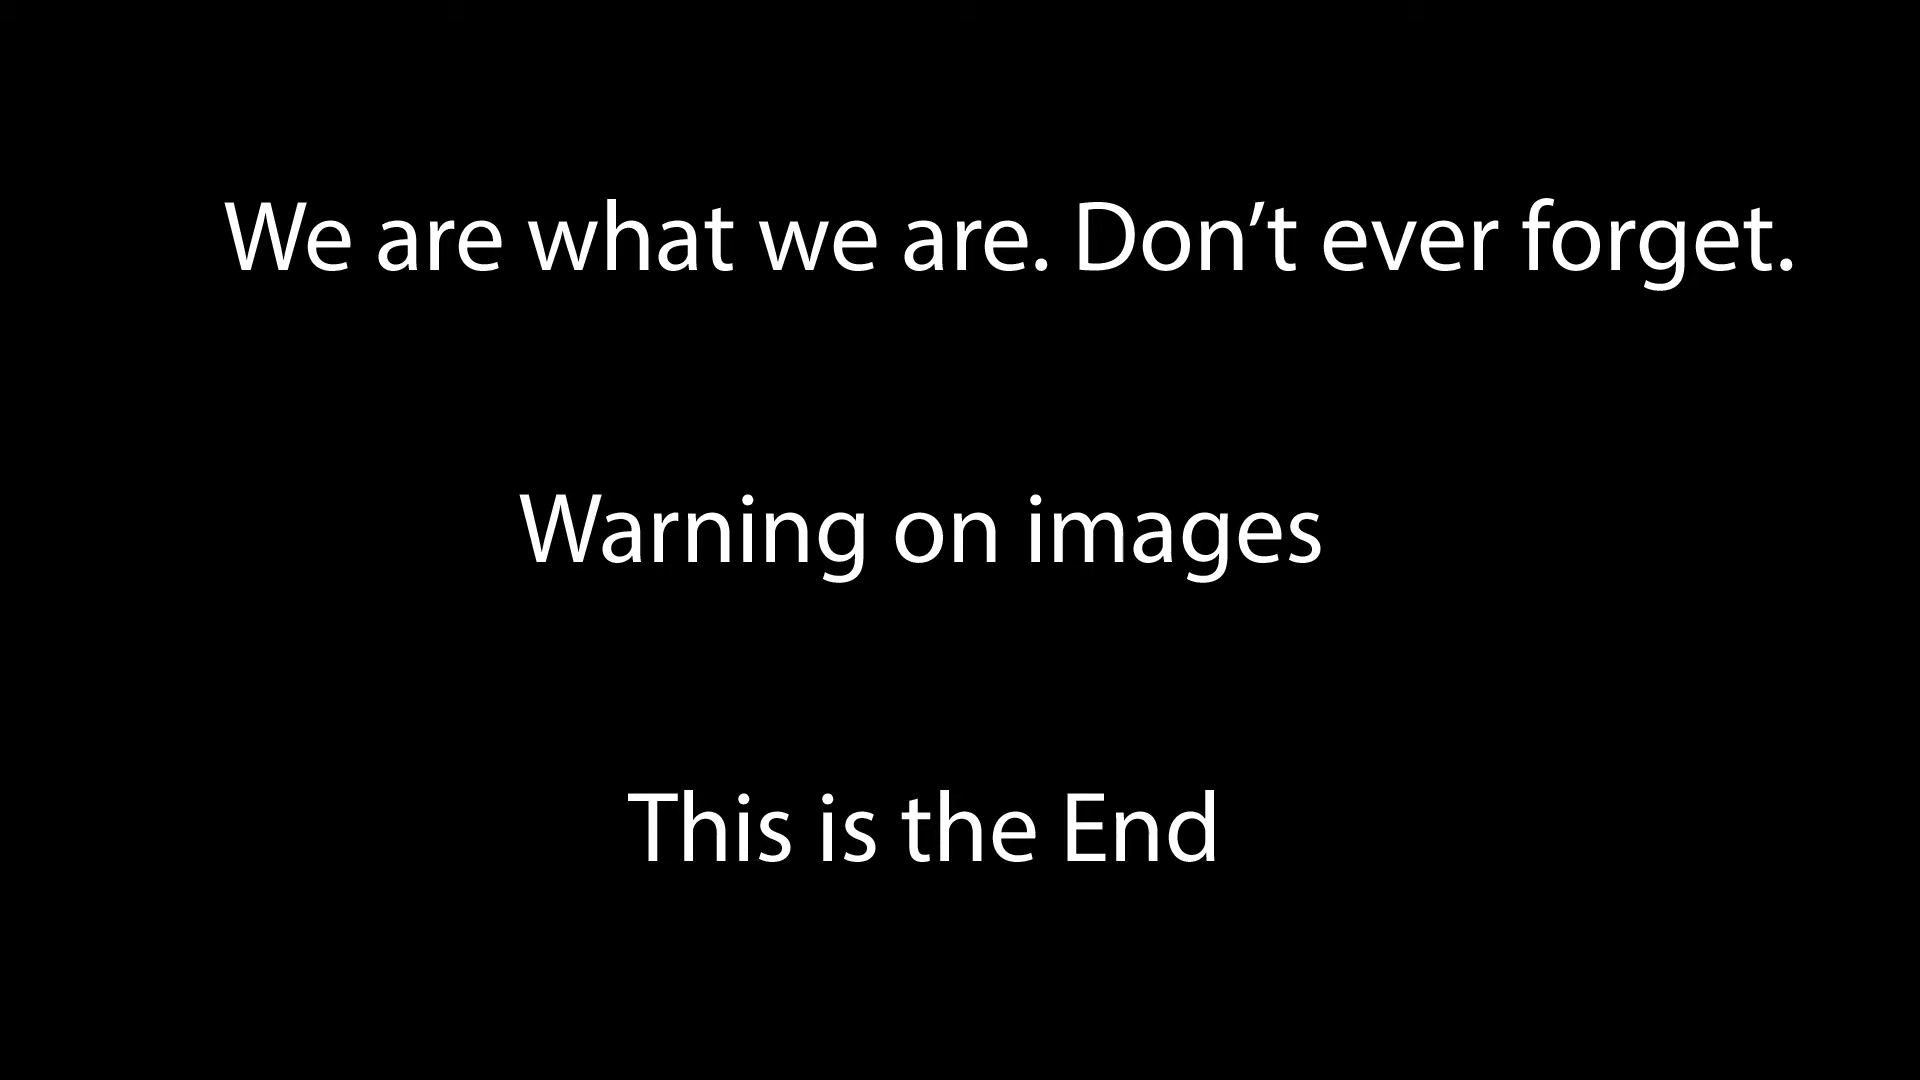 We are what we are. Don’t ever forget.
Warning on images
This is the End